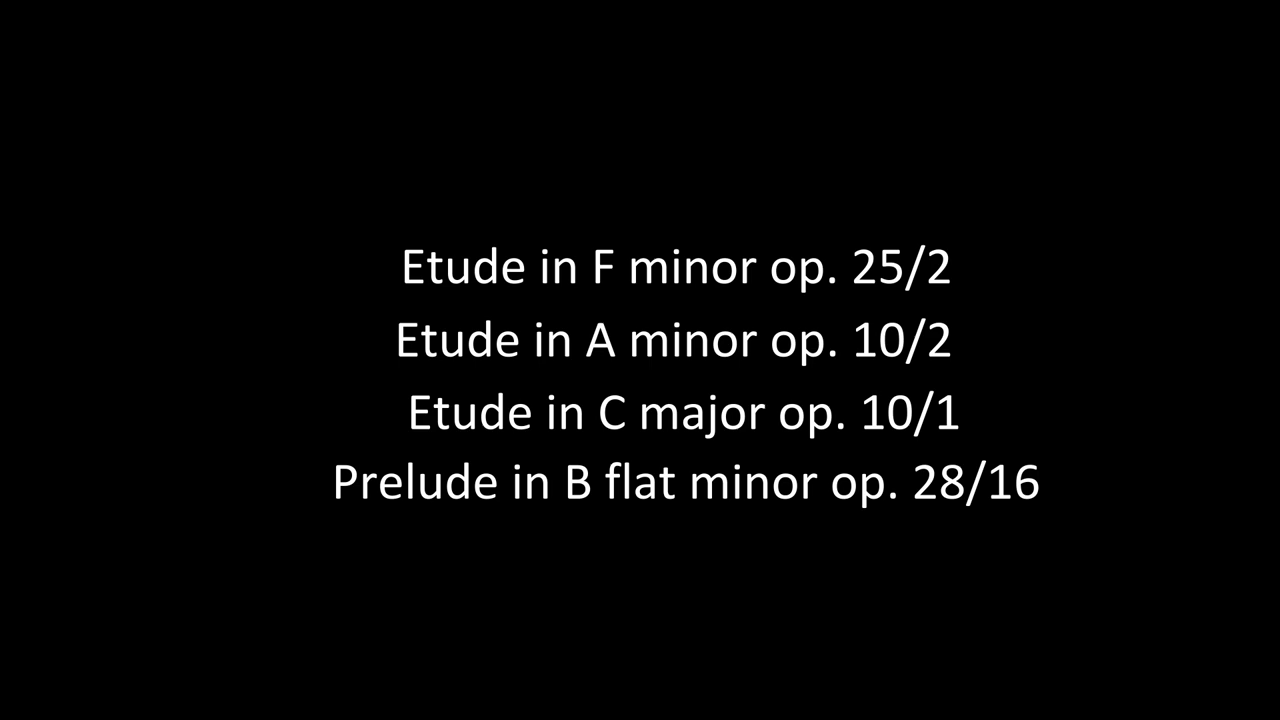 Etude in F minor op. 25/2
Etude in A minor op. 10/2
Etude in C major op. 10/1
Prelude in B flat minor op. 28/16